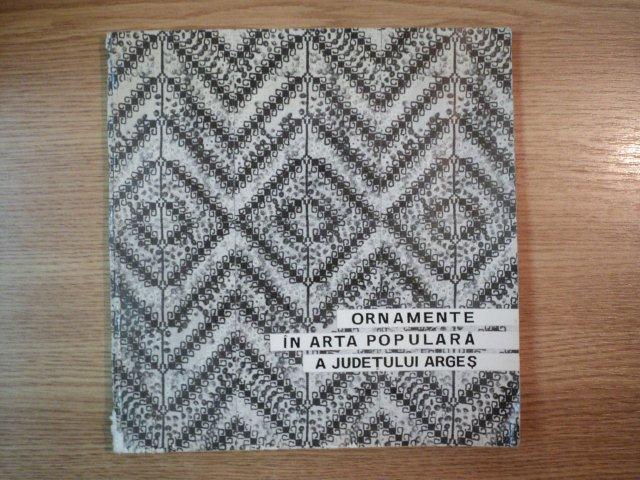 ORNAMENTE
ÎN ARTA POPULARĂ
A JUDEȚULUI ARGEȘ